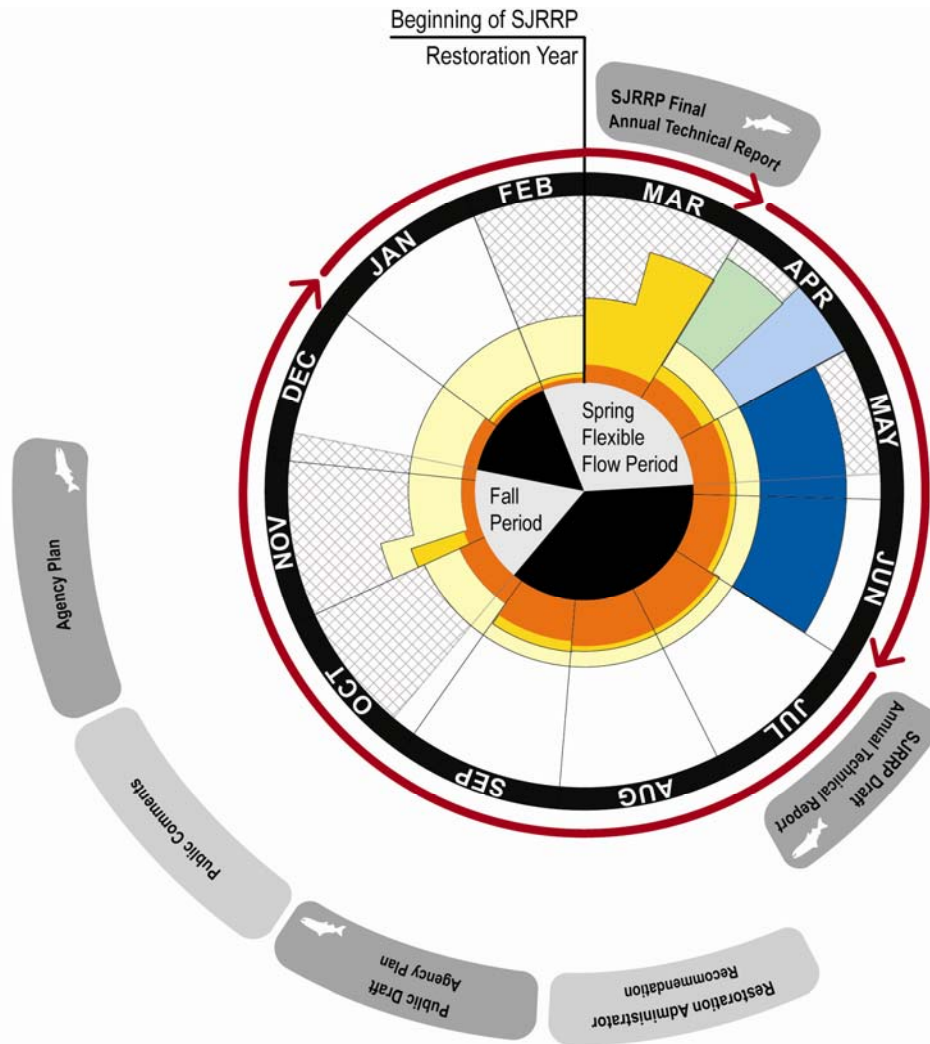 Beginning of SJRRP
Restoration Year
SJRRP Final
Annual Technical Report
MAR
APR
MAY
JUN
JUL
AUG
SEP
OCT
NOV
DEC
JAN
FEB
Spring
Flexible
Flow Period
Fall
Period
SJRRP Draft
Annual Technical Report
Restoration Administrator
Recommendation
Public Draft
Agency Plan
Public Comments
Agency Plan